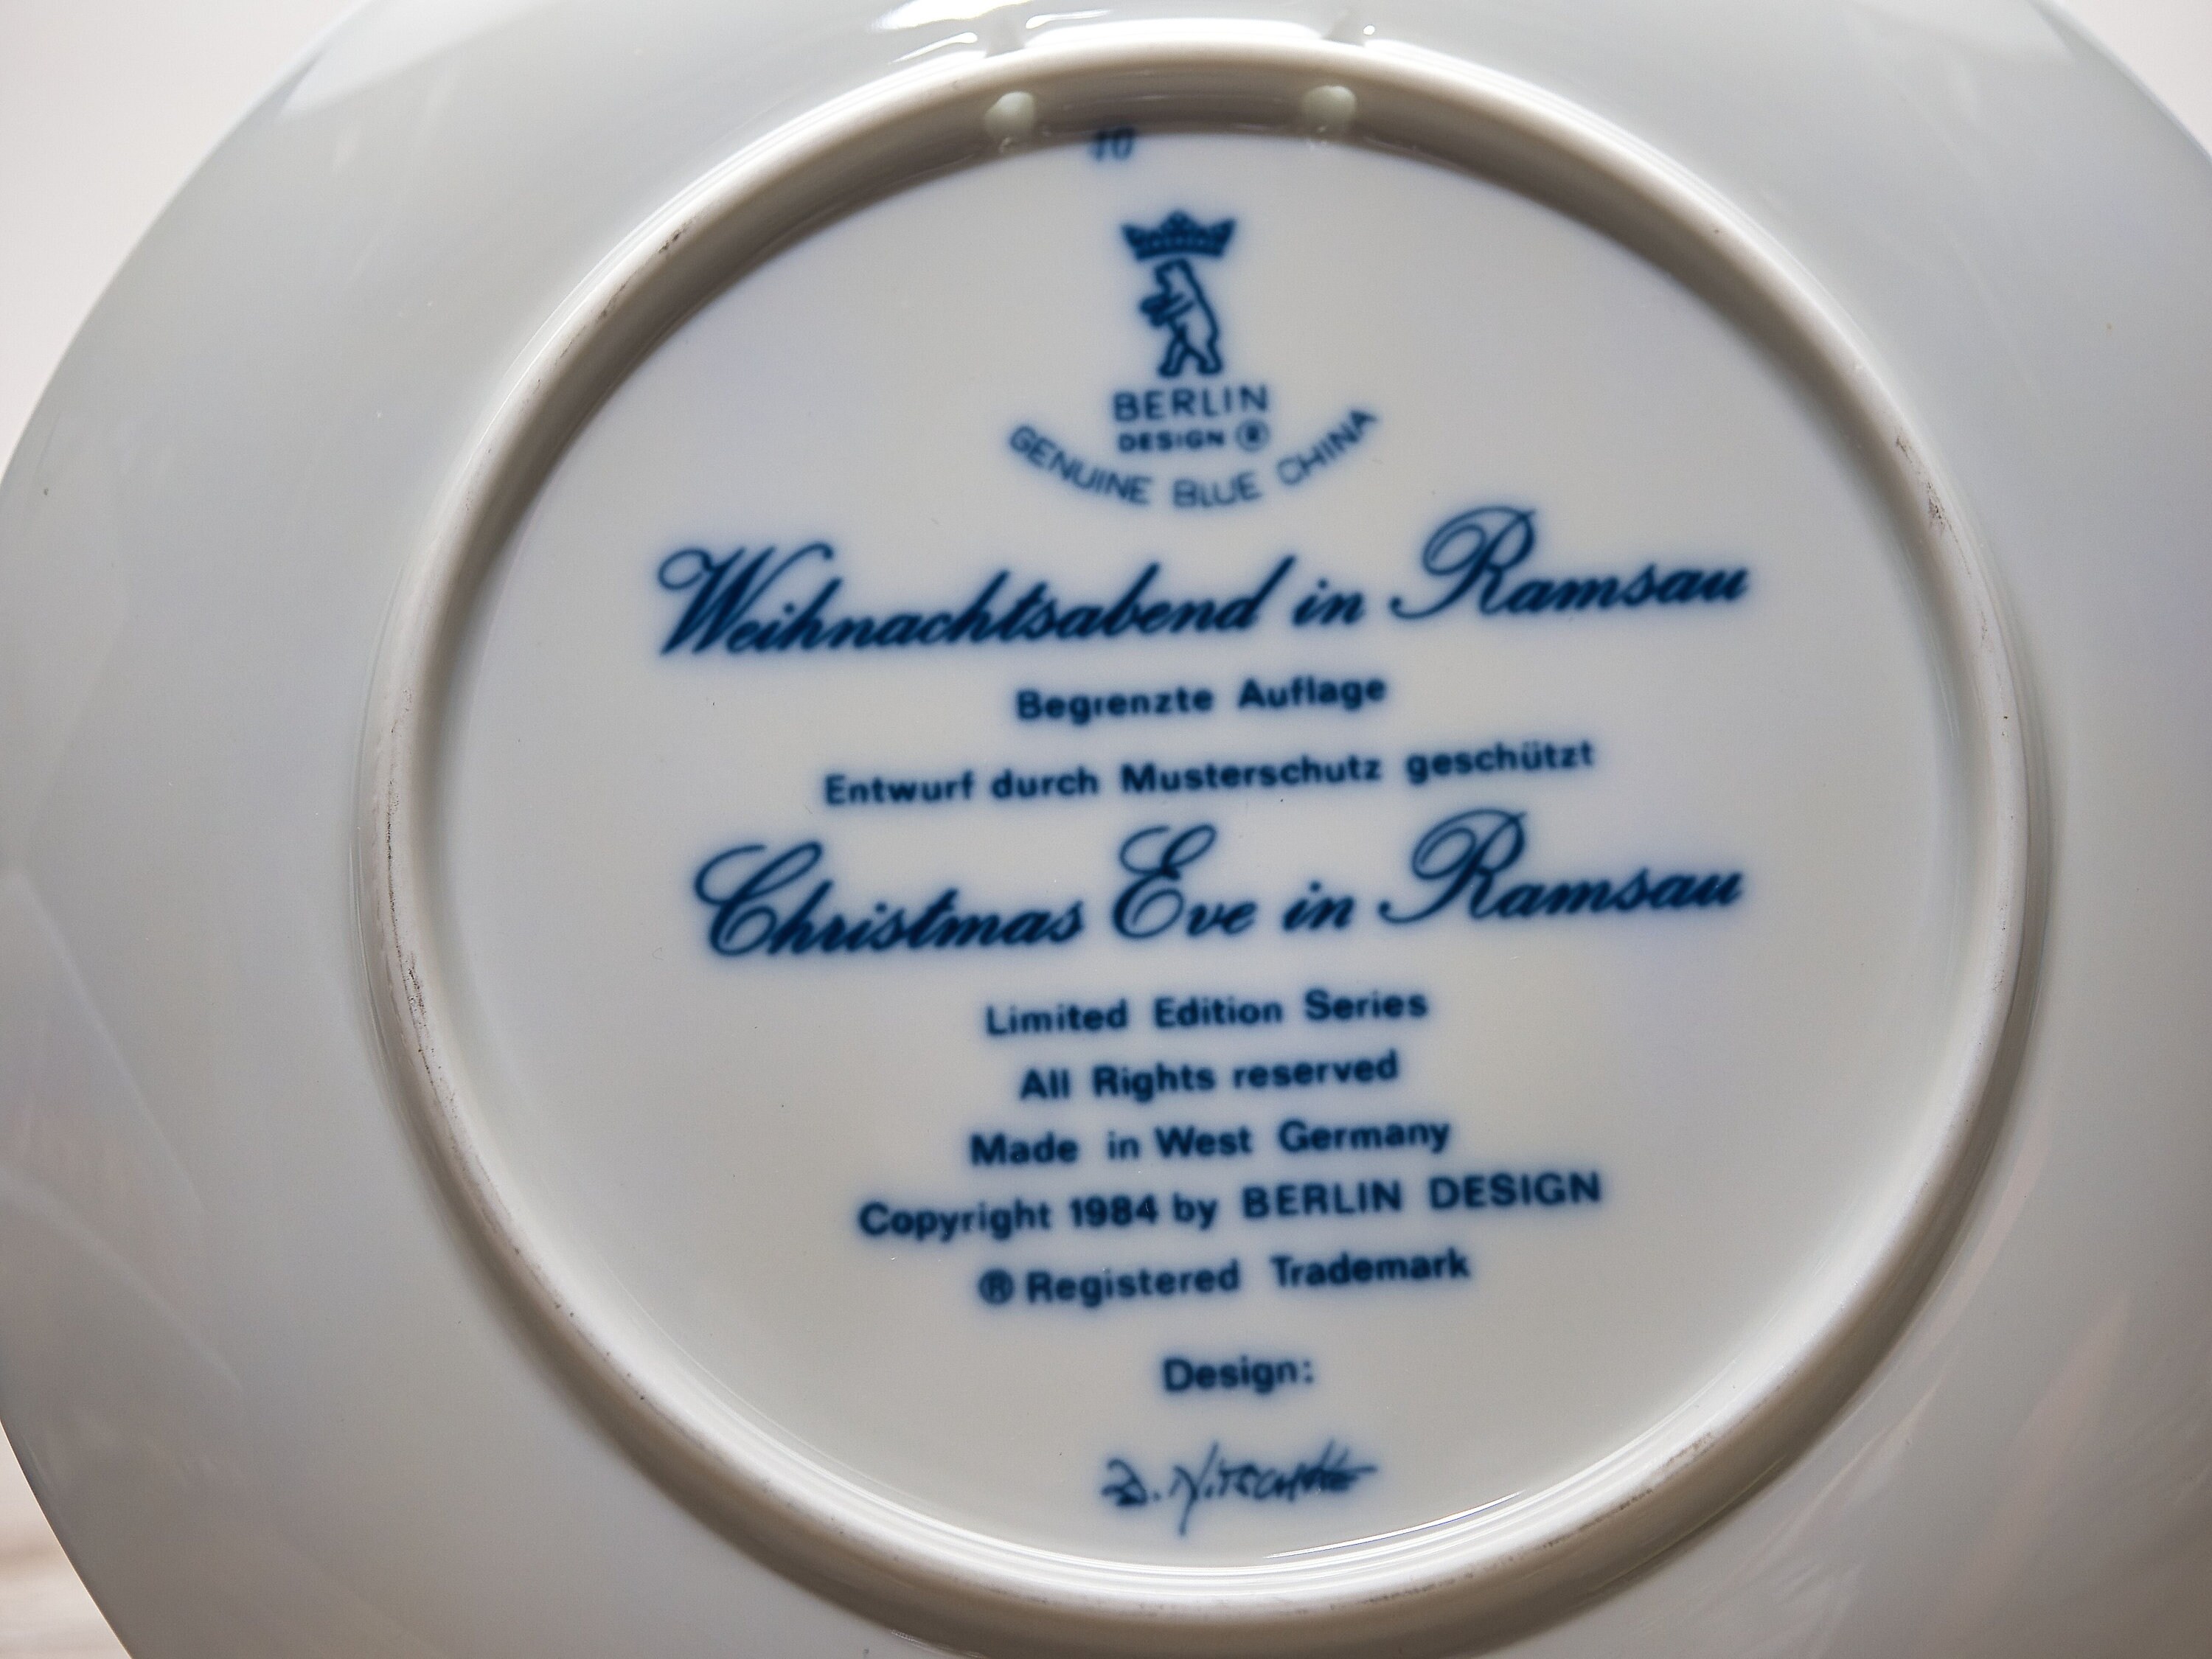 10
BERLIN
DESIGN ®
GENUINE BLUE CHINA
Weihnachtsabend in Ramsau
Begrenzte Auflage
Entwurf durch Musterschutz geschützt
Christmas Eve in Ramsau
Limited Edition Series
All Rights reserved
Made in West Germany
Copyright 1984 by BERLIN DESIGN
® Registered Trademark
Design: